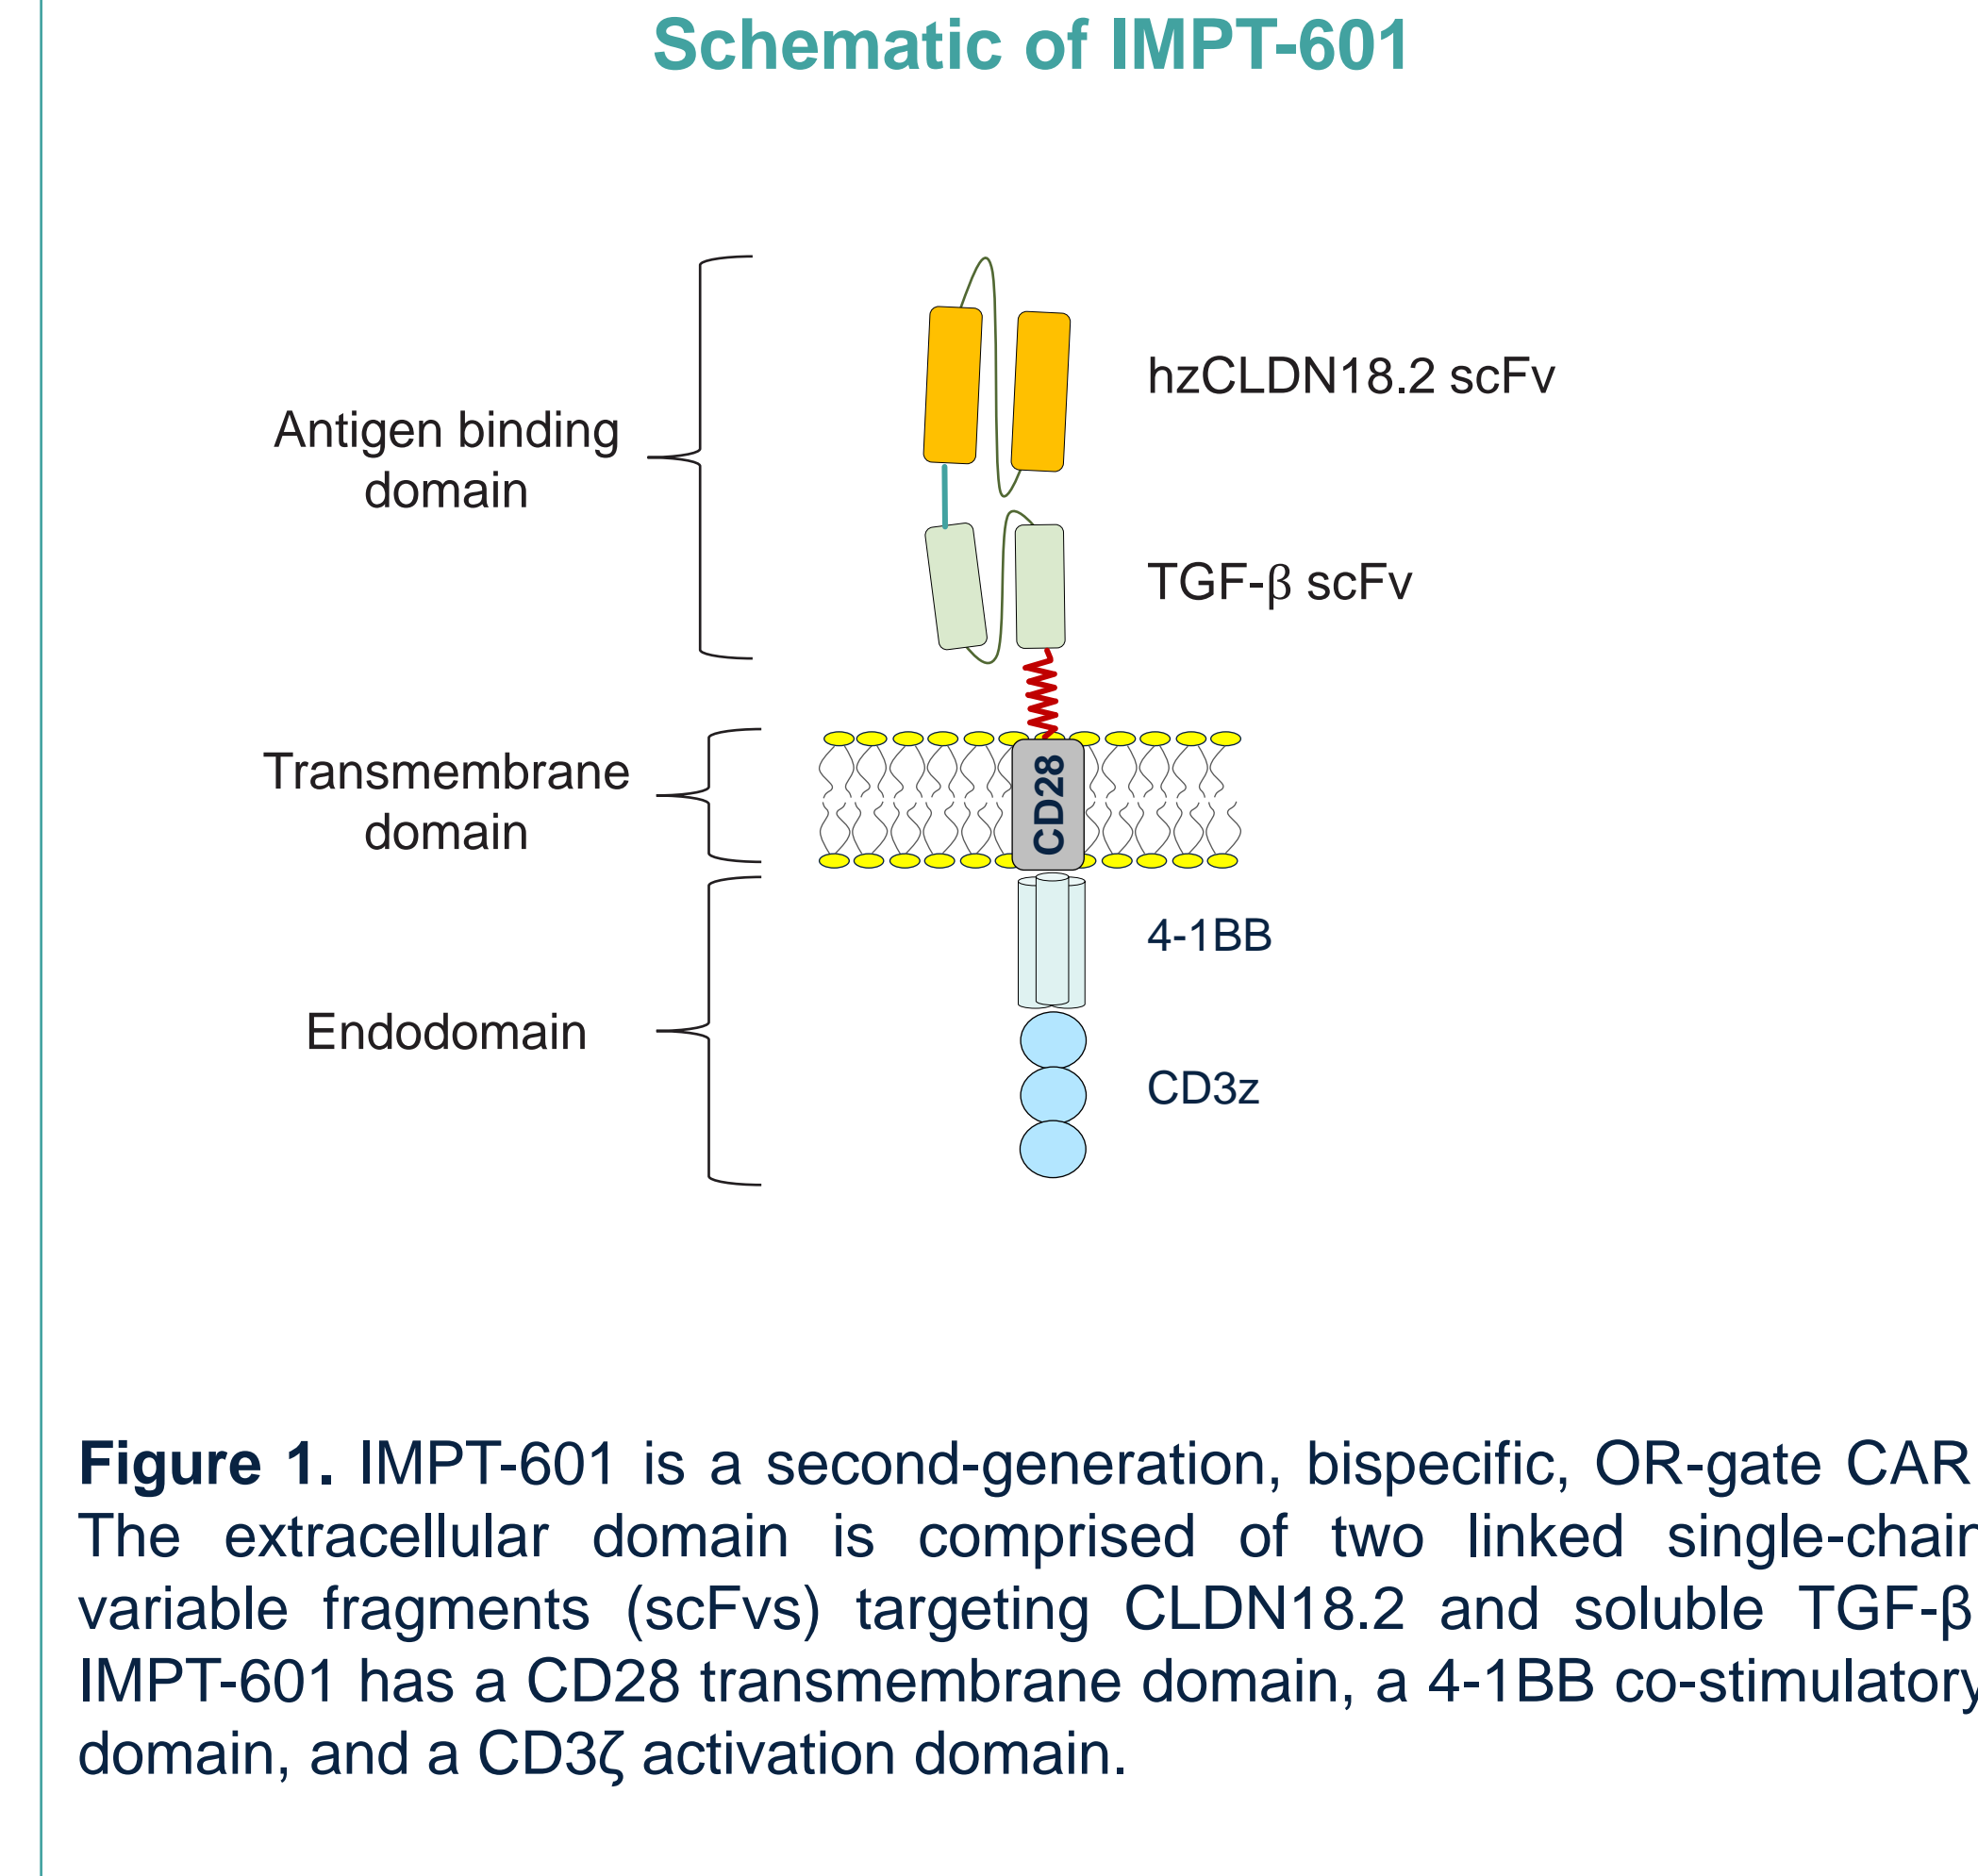 Schematic of IMPT-601
Antigen binding
domain
hzCLDN18.2 scFv
TGF-β scFv
Transmembrane
domain
CD28
Endodomain
4-1BB
CD3z
Figure 1. IMPT-601 is a second-generation, bispecific, OR-gate CAR
The extracellular domain is comprised of two linked single-chain
variable fragments (scFvs) targeting CLDN18.2 and soluble TGF-β
IMPT-601 has a CD28 transmembrane domain, a 4-1BB co-stimulatory
domain, and a CD3ζ activation domain.